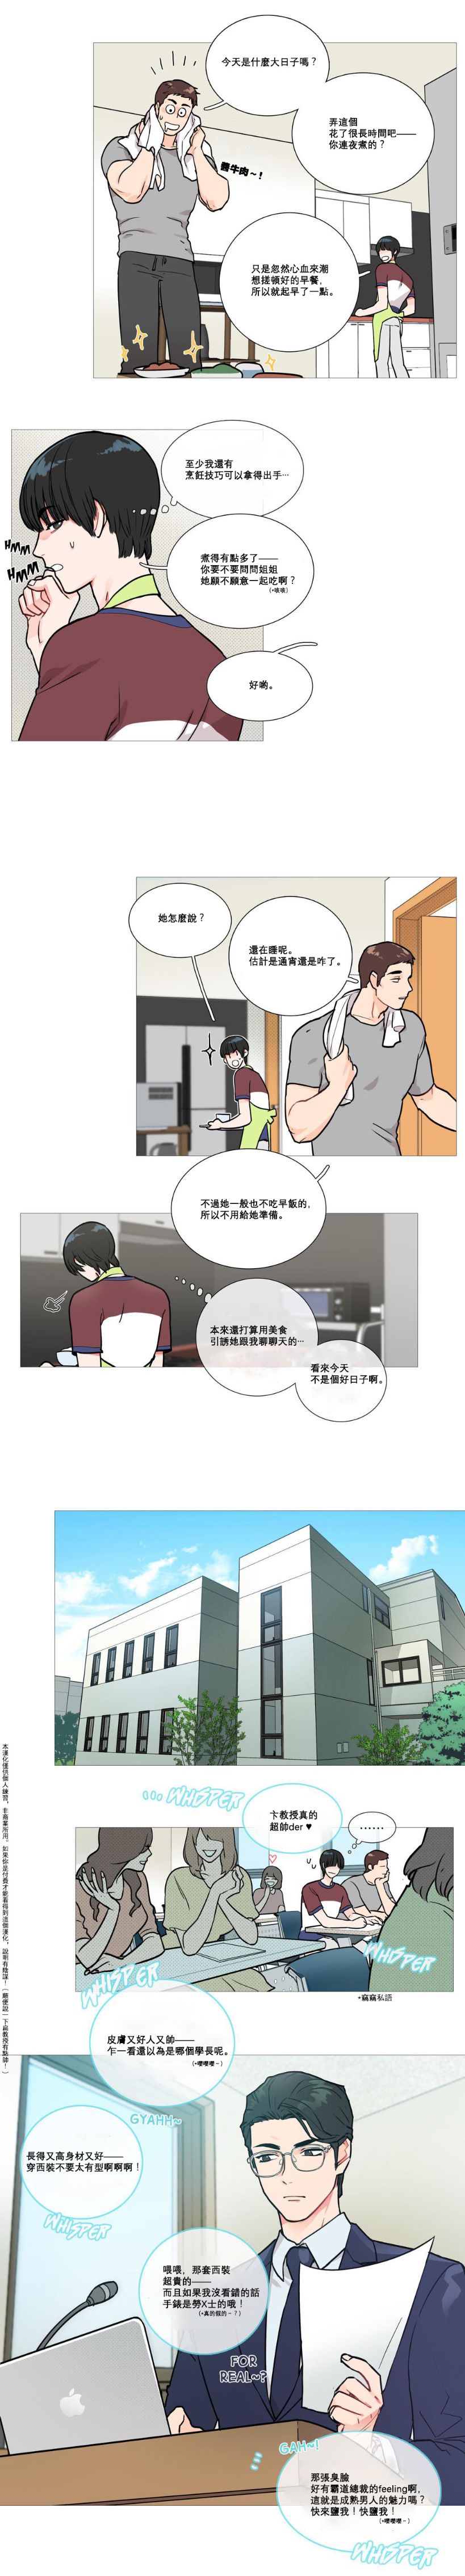 今天是什麼大日子嗎？
弄這個
花了很長時間吧——
你連夜煮的？
醬牛肉~！
只是忽然心血來潮
想搓頓好的早餐，
所以就起早了一點。
至少我還有
烹飪技巧可以拿得出手…
HMM
HMM
煮得有點多了——
你要不要問問姐姐
她願不願意一起吃啊？
(*咳咳)
好喲。
她怎麼說？
還在睡呢。
估計是通宵還是咋了。
不過她一般也不吃早飯的，
所以不用給她準備。
本來還打算用美食
引誘她跟我聊聊天的…
看來今天
不是個好日子啊。
WHISPER
卞教授真的
超帥der ♥
……
WHISPER
*竊竊私語
WHISPER
皮膚又好人又帥——
乍一看還以為是哪個學長呢。
(*嚶嚶嚶~)
GYAHH~
長得又高身材又好——
穿西裝不要太有型啊啊啊！
WHISPER
喂喂，那套西裝
超貴的——
而且如果我沒看錯的話
手錶是勞X士的哦！
(*真的假的~？)
FOR
REAL~?
GAH~!
那張臭臉
好有霸道總裁的feeling啊，
這就是成熟男人的魅力嗎？
快來鹽我！快鹽我！
(*嚶嚶嚶~)
WHISPER